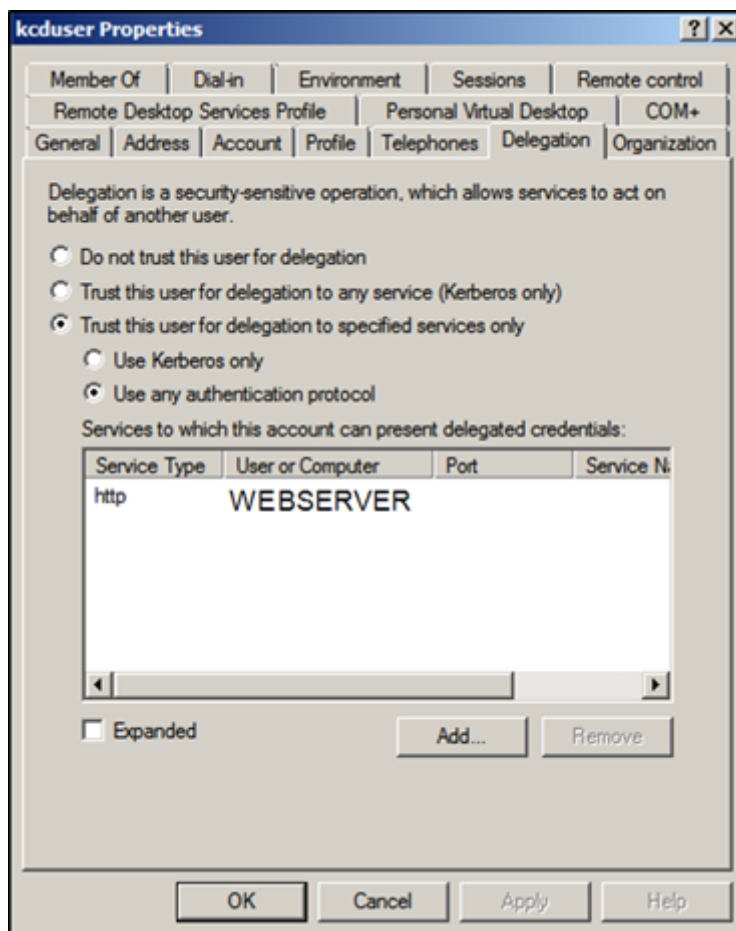 kcduser Properties
Member Of Dial-in Environment Sessions Remote control
Remote Desktop Services Profile Personal Virtual Desktop COM+
General Address Account Profile Telephones Delegation Organization
Delegation is a security-sensitive operation, which allows services to act on
behalf of another user.
Do not trust this user for delegation
Trust this user for delegation to any service (Kerberos only)
Trust this user for delegation to specified services only
Use Kerberos only
Use any authentication protocol
Services to which this account can present delegated credentials:
Service Type User or Computer Port Service Na
http WEBSERVER
Expanded Add... Remove
OK Cancel Apply Help